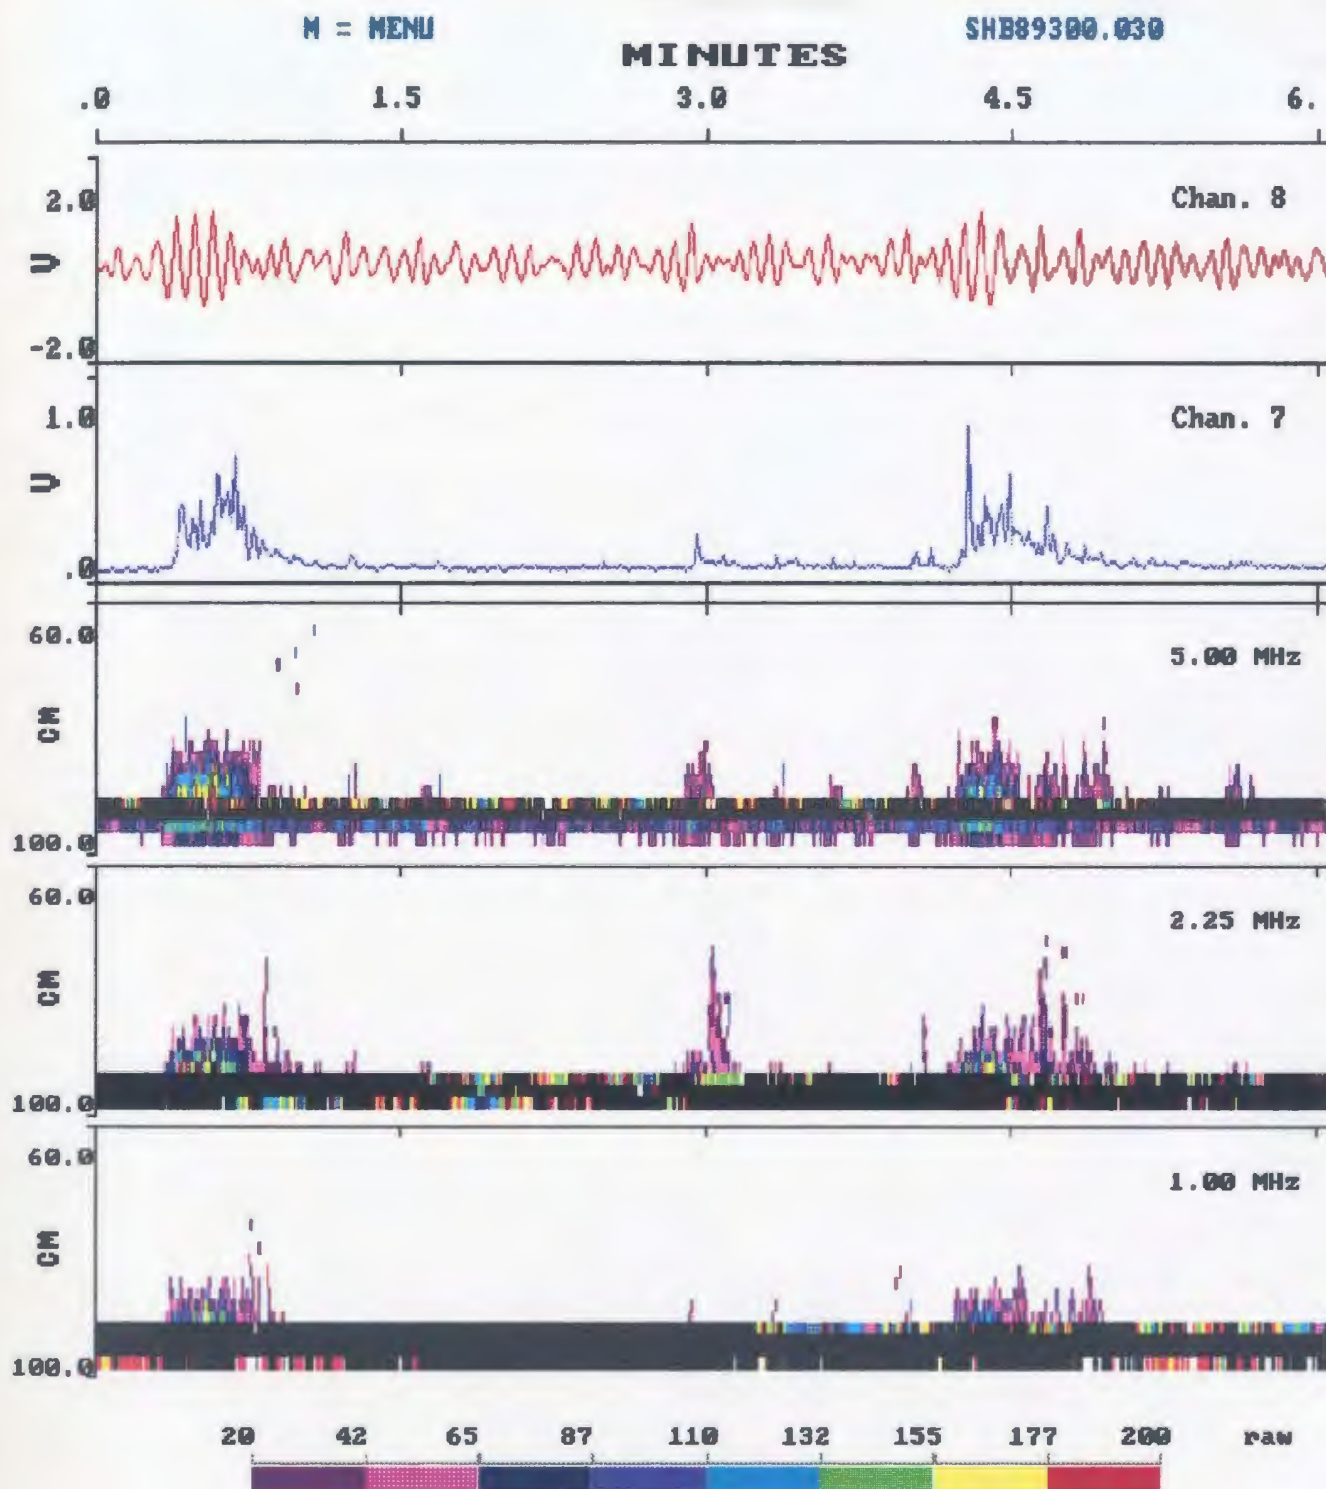 M = MENU SHB89300.030
MINUTES
.0 1.5 3.0 4.5 6.
2.0
Chan. 8
V
-2.0
1.0
Chan. 7
V
.0
60.0
5.00 MHz
CM
100.0
60.0
2.25 MHz
CM
100.0
60.0
1.00 MHz
CM
100.0
20 42 65 87 110 132 155 177 200 raw